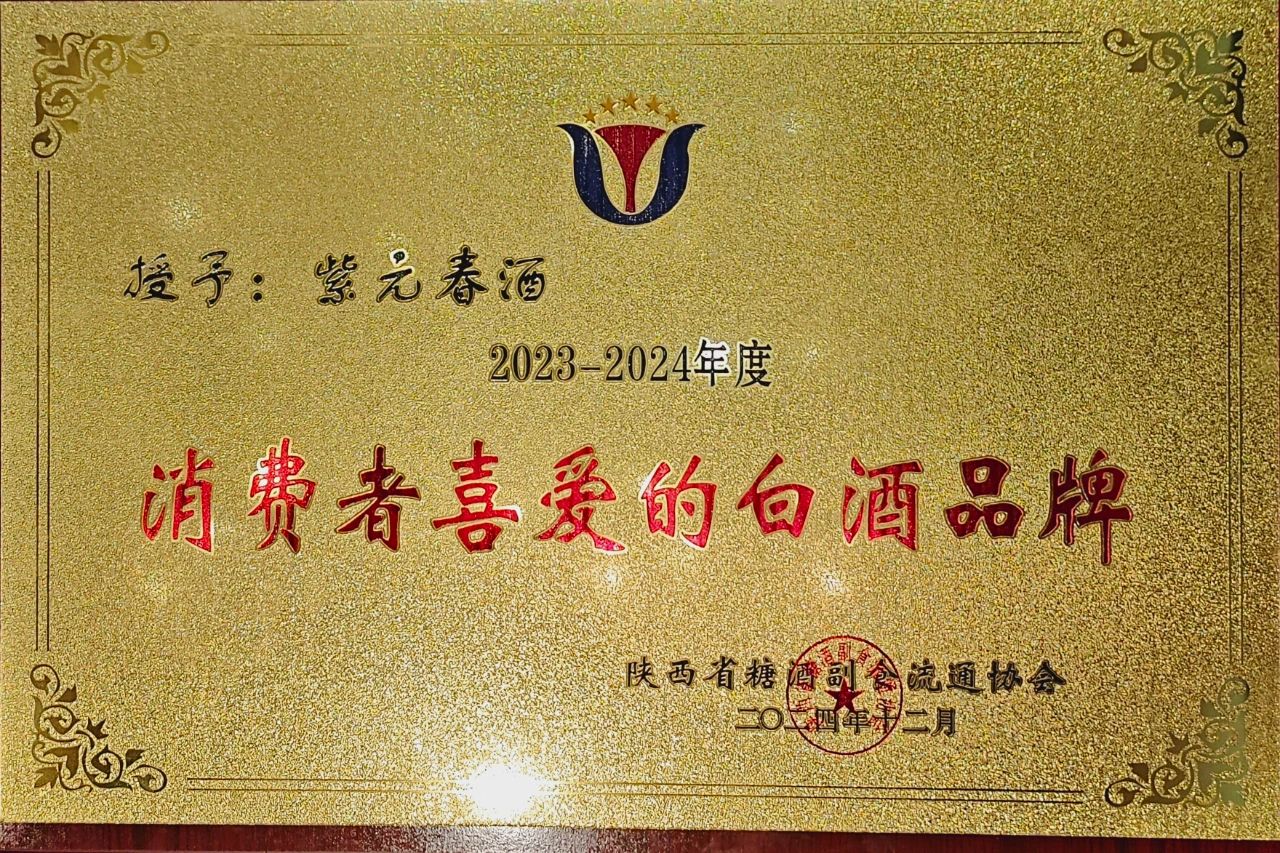 授予：紫元春酒
2023-2024年度
消费者喜爱的白酒品牌
陕西省糖酒副食流通协会
二〇二四年十二月